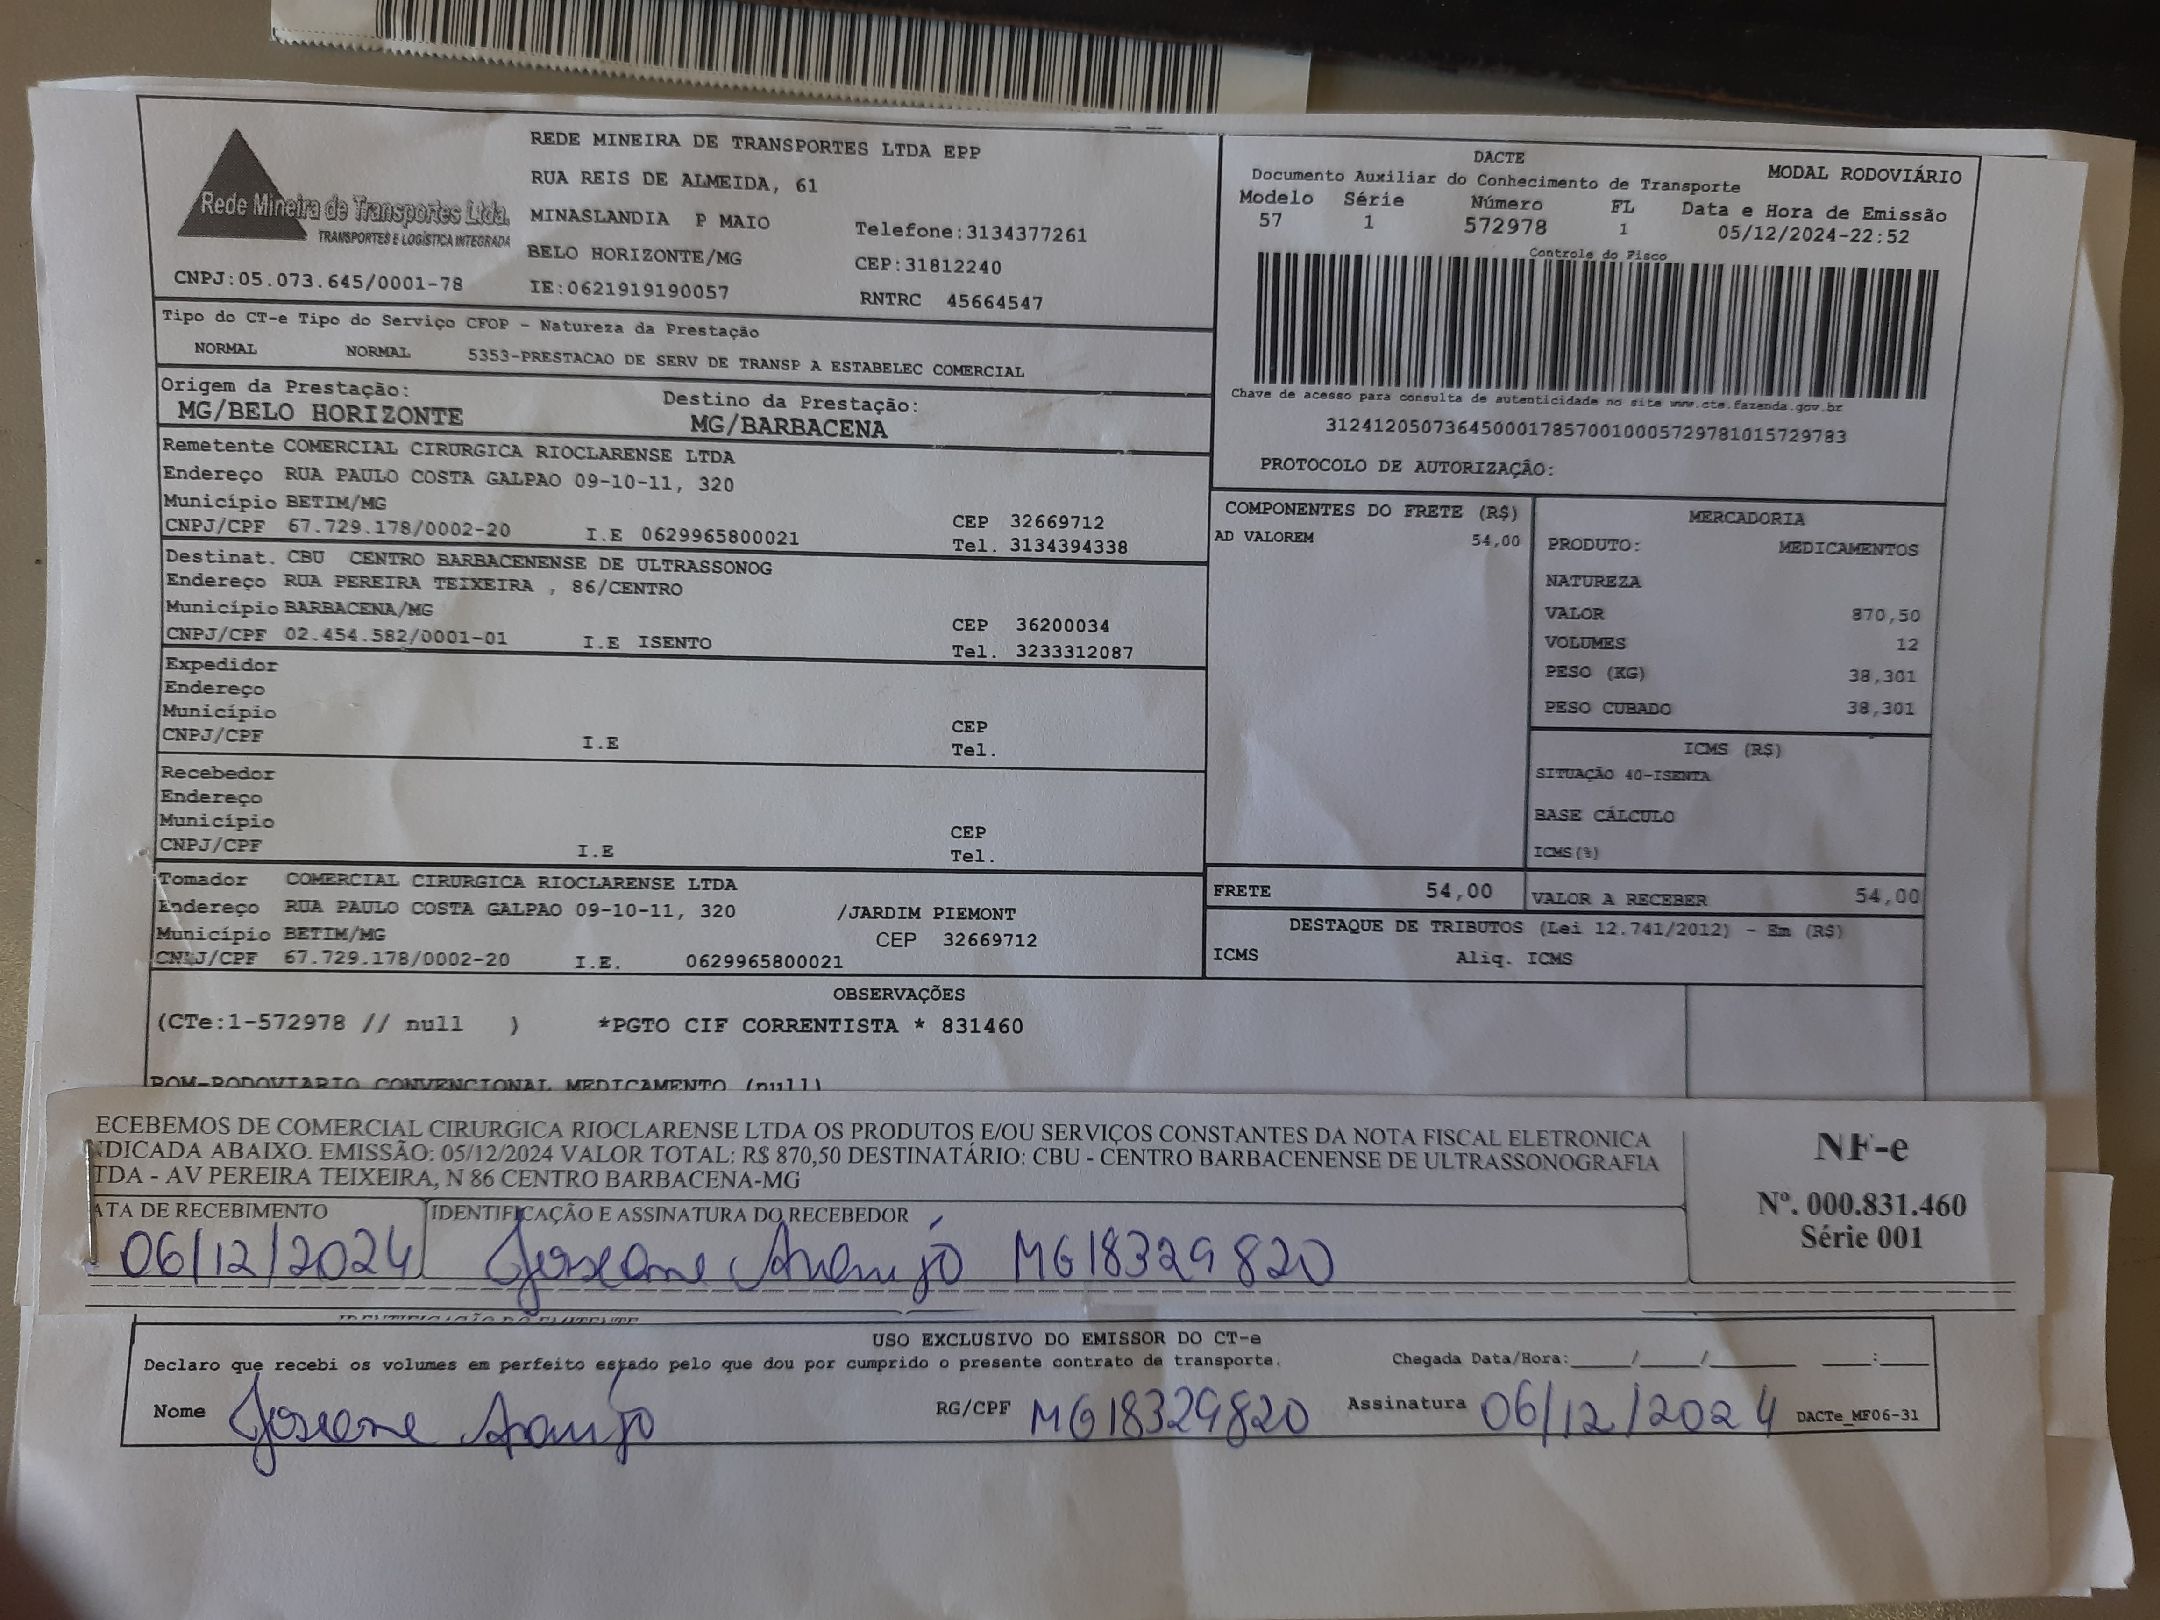 REDE MINEIRA DE TRANSPORTES LTDA EPP
RUA REIS DE ALMEIDA, 61
Rede Mineira de Transportes Ltda.
TRANSPORTES E LOGÍSTICA INTEGRADA
MINASLANDIA P MAIO Telefone:3134377261
BELO HORIZONTE/MG CEP:31812240
CNPJ:05.073.645/0001-78 IE:0621919190057 RNTRC 45664547
DACTE MODAL RODOVIÁRIO
Documento Auxiliar do Conhecimento de Transporte
Modelo Série Número FL Data e Hora de Emissão
57 1 572978 1 05/12/2024-22:52
Controle do Fisco
Chave de acesso para consulta de autenticidade no site www.cte.fazenda.gov.br
31241205073645000178570010005729781015729783
PROTOCOLO DE AUTORIZAÇÃO:
Tipo do CT-e Tipo do Serviço CFOP - Natureza da Prestação
NORMAL NORMAL 5353-PRESTACAO DE SERV DE TRANSP A ESTABELEC COMERCIAL
Origem da Prestação: Destino da Prestação:
MG/BELO HORIZONTE MG/BARBACENA
Remetente COMERCIAL CIRURGICA RIOCLARENSE LTDA
Endereço RUA PAULO COSTA GALPAO 09-10-11, 320
Município BETIM/MG CEP 32669712
CNPJ/CPF 67.729.178/0002-20 I.E 0629965800021 Tel. 3134394338
Destinat. CBU CENTRO BARBACENENSE DE ULTRASSONOG
Endereço RUA PEREIRA TEIXEIRA , 86/CENTRO
Município BARBACENA/MG CEP 36200034
CNPJ/CPF 02.454.582/0001-01 I.E ISENTO Tel. 3233312087
Expedidor
Endereço
Município CEP
CNPJ/CPF I.E Tel.
Recebedor
Endereço
Município CEP
CNPJ/CPF I.E Tel.
Tomador COMERCIAL CIRURGICA RIOCLARENSE LTDA
Endereço RUA PAULO COSTA GALPAO 09-10-11, 320 /JARDIM PIEMONT
Município BETIM/MG CEP 32669712
CNPJ/CPF 67.729.178/0002-20 I.E. 0629965800021
COMPONENTES DO FRETE (R$)
AD VALOREM 54,00
MERCADORIA
PRODUTO: MEDICAMENTOS
NATUREZA
VALOR 870,50
VOLUMES 12
PESO (KG) 38,301
PESO CUBADO 38,301
ICMS (R$)
SITUAÇÃO 40-ISENTA
BASE CÁLCULO
ICMS(%)
FRETE 54,00 VALOR A RECEBER 54,00
DESTAQUE DE TRIBUTOS (Lei 12.741/2012) - Em (R$)
ICMS Aliq. ICMS
OBSERVAÇÕES
(CTe:1-572978 // null ) *PGTO CIF CORRENTISTA * 831460
ROM-RODOVIARIO CONVENCIONAL MEDICAMENTO (null)
ECEBEMOS DE COMERCIAL CIRURGICA RIOCLARENSE LTDA OS PRODUTOS E/OU SERVIÇOS CONSTANTES DA NOTA FISCAL ELETRONICA
NDICADA ABAIXO. EMISSÃO: 05/12/2024 VALOR TOTAL: R$ 870,50 DESTINATÁRIO: CBU - CENTRO BARBACENENSE DE ULTRASSONOGRAFIA
TDA - AV PEREIRA TEIXEIRA, N 86 CENTRO BARBACENA-MG
NF-e
Nº. 000.831.460
Série 001
ATA DE RECEBIMENTO IDENTIFICAÇÃO E ASSINATURA DO RECEBEDOR
06/12/2024 Joseane Araujo MG18329820
IDENTIFICAÇÃO DO EMITENTE
USO EXCLUSIVO DO EMISSOR DO CT-e
Declaro que recebi os volumes em perfeito estado pelo que dou por cumprido o presente contrato de transporte. Chegada Data/Hora:____/____/______ ___:___
Nome Joseane Araujo RG/CPF MG18329820 Assinatura 06/12/2024 DACTe_MF06-31